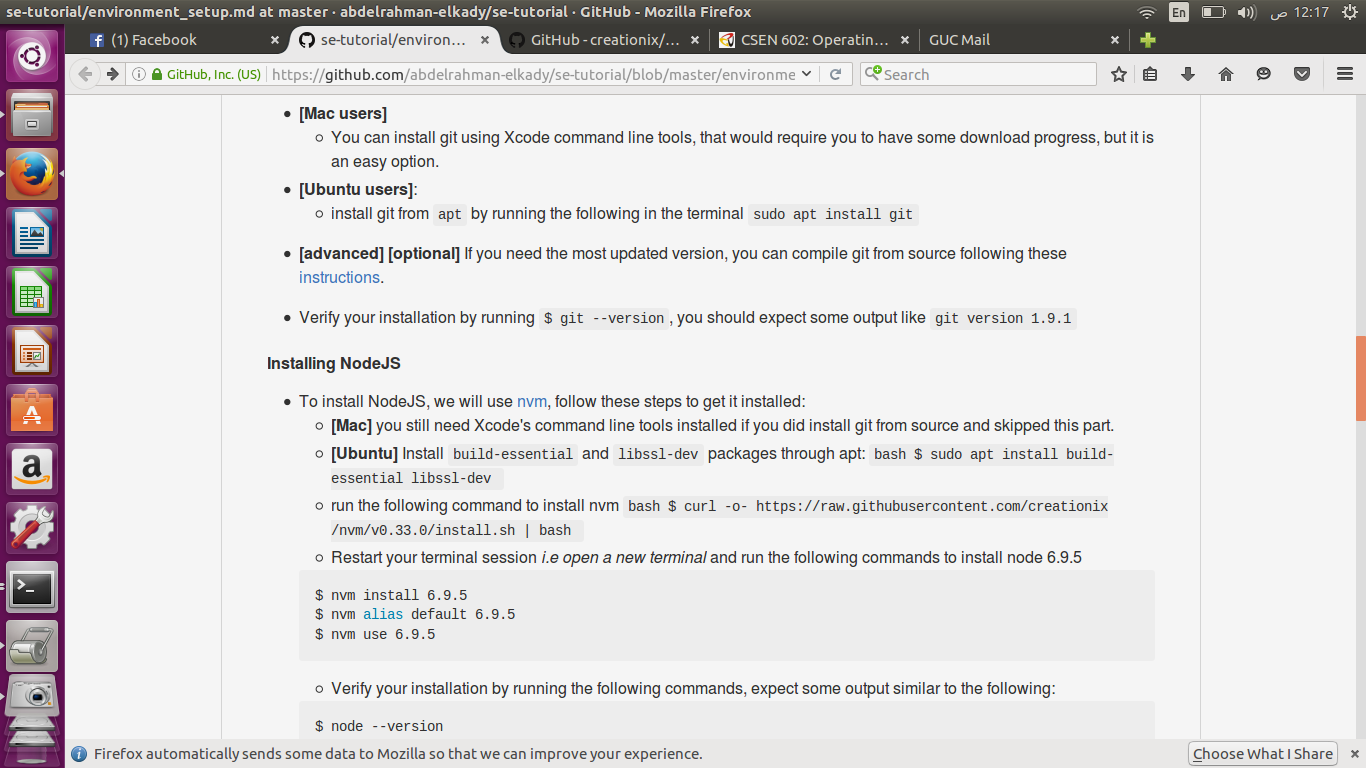 se-tutorial/environment_setup.md at master · abdelrahman-elkady/se-tutorial · GitHub - Mozilla Firefox
En
12:17 ص
(1) Facebook
se-tutorial/environ...
GitHub - creationix/...
CSEN 602: Operatin...
GUC Mail
GitHub, Inc. (US)
https://github.com/abdelrahman-elkady/se-tutorial/blob/master/environme
Search
• [Mac users]
◦ You can install git using Xcode command line tools, that would require you to have some download progress, but it is
an easy option.
• [Ubuntu users]:
◦ install git from apt by running the following in the terminal sudo apt install git
• [advanced] [optional] If you need the most updated version, you can compile git from source following these
instructions.
• Verify your installation by running $ git --version, you should expect some output like git version 1.9.1
Installing NodeJS
• To install NodeJS, we will use nvm, follow these steps to get it installed:
◦ [Mac] you still need Xcode's command line tools installed if you did install git from source and skipped this part.
◦ [Ubuntu] Install build-essential and libssl-dev packages through apt: bash $ sudo apt install build-
essential libssl-dev
◦ run the following command to install nvm bash $ curl -o- https://raw.githubusercontent.com/creationix
/nvm/v0.33.0/install.sh | bash
◦ Restart your terminal session i.e open a new terminal and run the following commands to install node 6.9.5
$ nvm install 6.9.5
$ nvm alias default 6.9.5
$ nvm use 6.9.5
◦ Verify your installation by running the following commands, expect some output similar to the following:
$ node --version
Firefox automatically sends some data to Mozilla so that we can improve your experience.
Choose What I Share